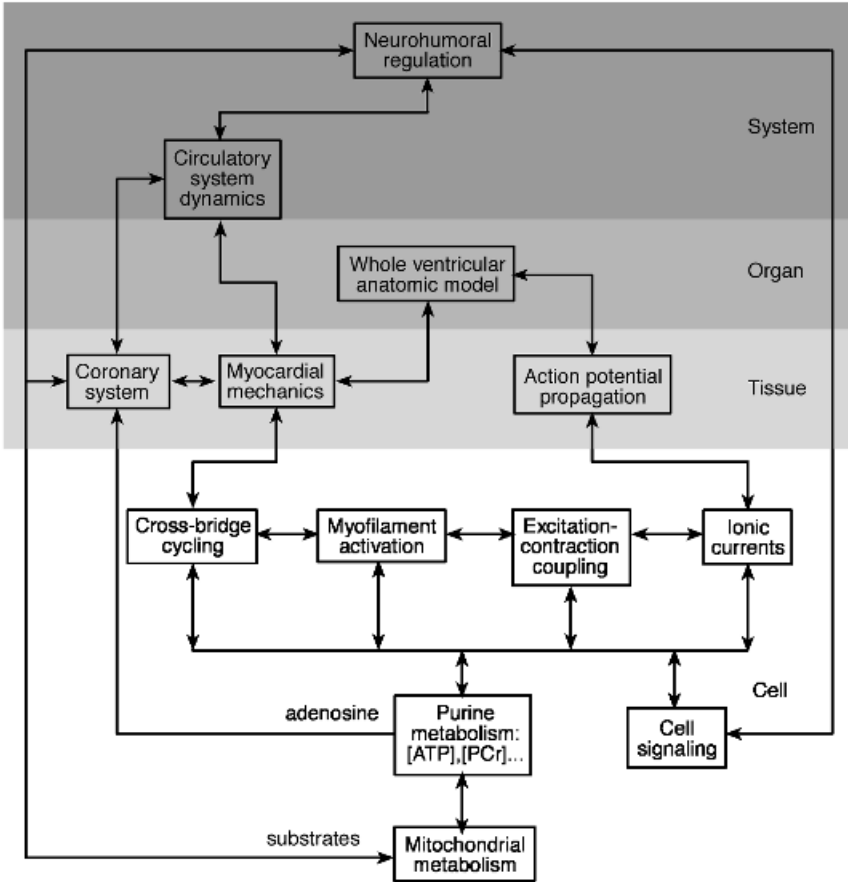 Neurohumoral
regulation
System
Circulatory
system
dynamics
Whole ventricular
anatomic model
Organ
Coronary
system
Myocardial
mechanics
Action potential
propagation
Tissue
Cross-bridge
cycling
Myofilament
activation
Excitation-
contraction
coupling
Ionic
currents
Cell
adenosine
Purine
metabolism:
[ATP],[PCr]...
Cell
signaling
substrates
Mitochondrial
metabolism